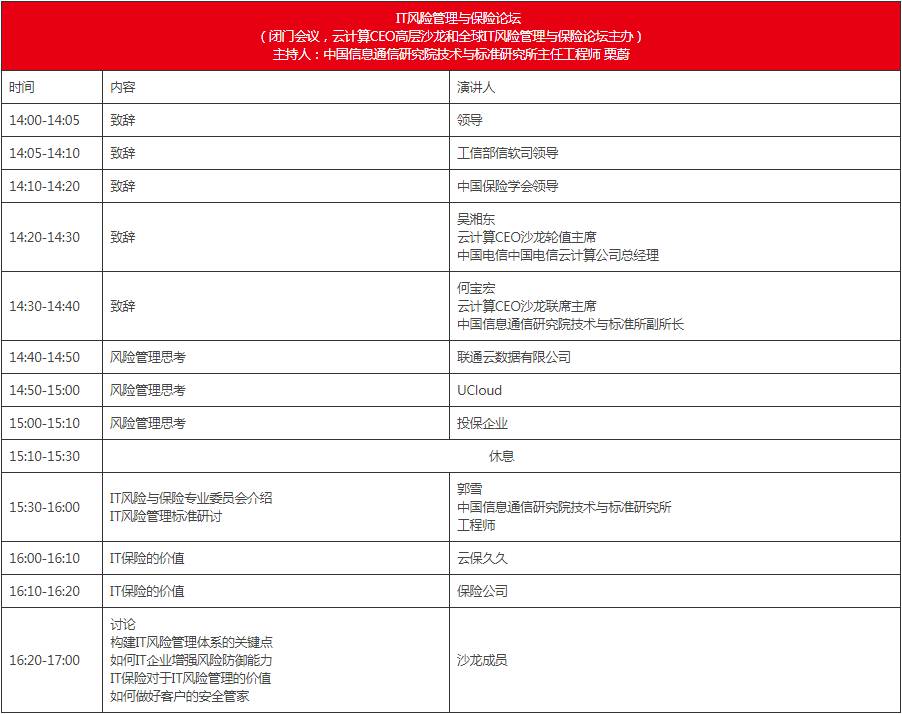 IT风险管理与保险论坛
（闭门会议，云计算CEO高层沙龙和全球IT风险管理与保险论坛主办）
主持人：中国信息通信研究院技术与标准研究所主任工程师 栗蔚
时间 内容 演讲人
14:00-14:05 致辞 领导
14:05-14:10 致辞 工信部信软司领导
14:10-14:20 致辞 中国保险学会领导
14:20-14:30 致辞 吴湘东
云计算CEO沙龙轮值主席
中国电信中国电信云计算公司总经理
14:30-14:40 致辞 何宝宏
云计算CEO沙龙联席主席
中国信息通信研究院技术与标准所副所长
14:40-14:50 风险管理思考 联通云数据有限公司
14:50-15:00 风险管理思考 UCloud
15:00-15:10 风险管理思考 投保企业
15:10-15:30 休息
15:30-16:00 IT风险与保险专业委员会介绍
IT风险管理标准研讨
郭雪
中国信息通信研究院技术与标准研究所
工程师
16:00-16:10 IT保险的价值 云保久久
16:10-16:20 IT保险的价值 保险公司
16:20-17:00 讨论
构建IT风险管理体系的关键点
如何IT企业增强风险防御能力
IT保险对于IT风险管理的价值
如何做好客户的安全管家
沙龙成员